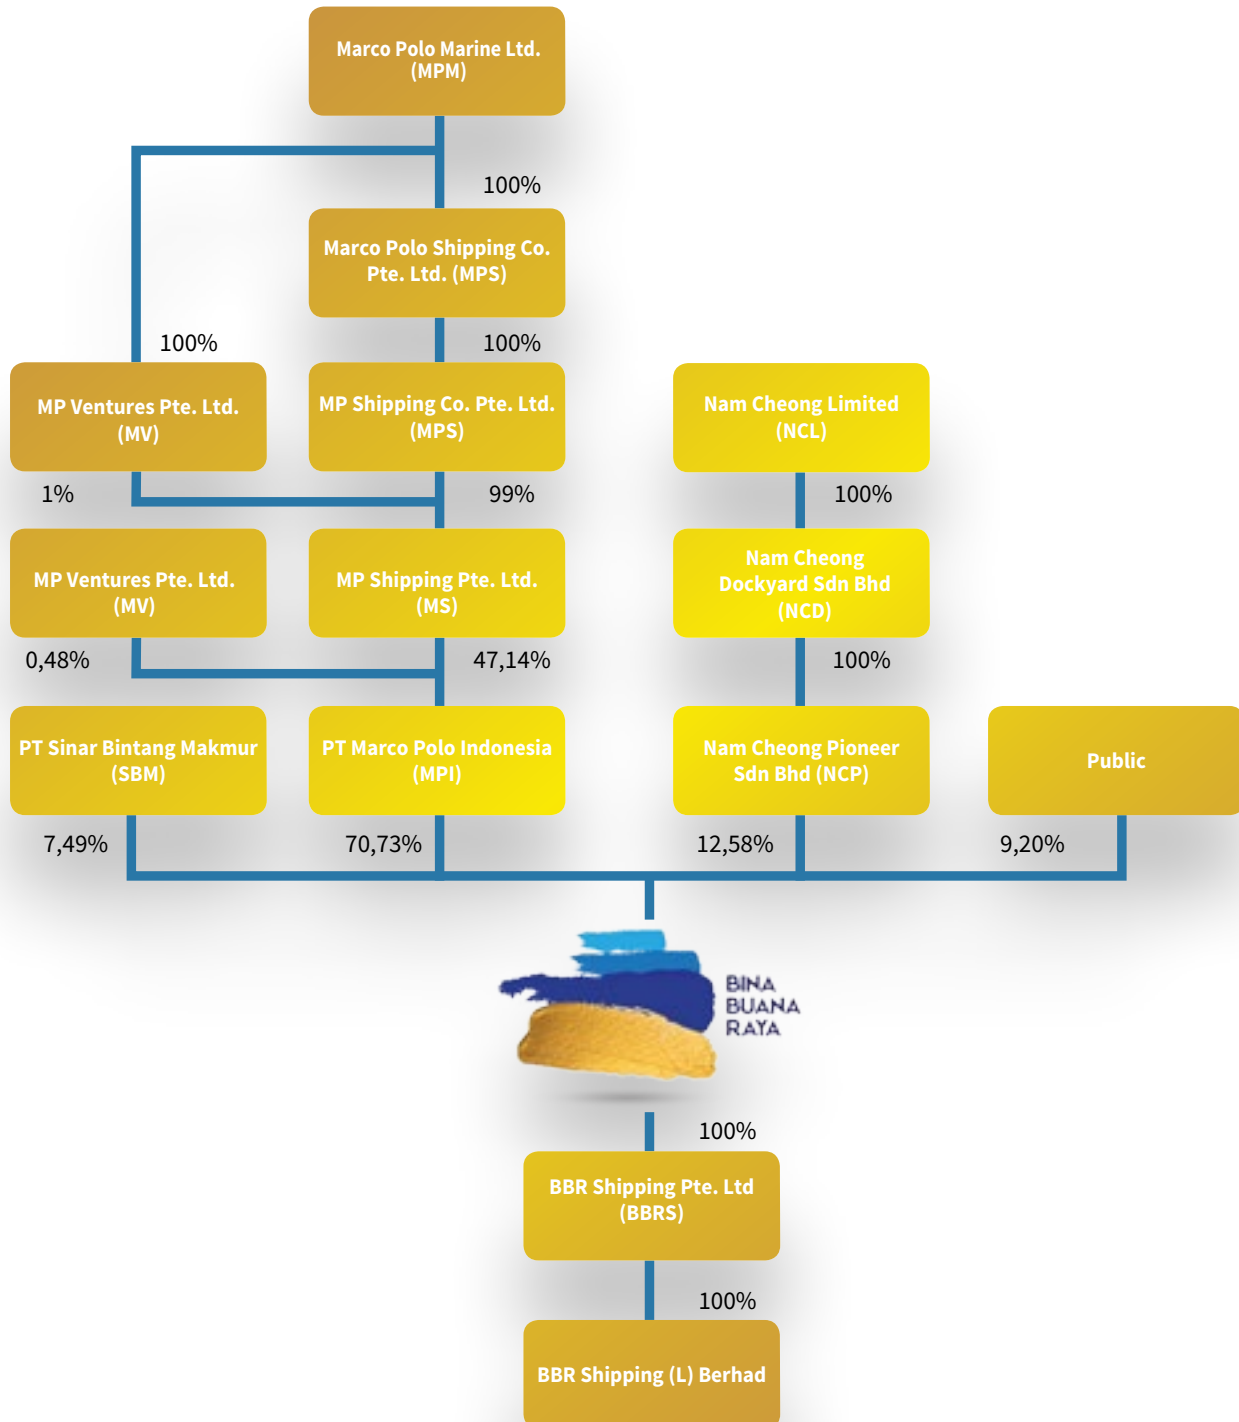 Marco Polo Marine Ltd.
(MPM)
100%
Marco Polo Shipping Co.
Pte. Ltd. (MPS)
100%
100%
MP Ventures Pte. Ltd.
(MV)
MP Shipping Co. Pte. Ltd.
(MPS)
Nam Cheong Limited
(NCL)
1%
99%
100%
MP Ventures Pte. Ltd.
(MV)
MP Shipping Pte. Ltd.
(MS)
Nam Cheong
Dockyard Sdn Bhd
(NCD)
0,48%
47,14%
100%
PT Sinar Bintang Makmur
(SBM)
PT Marco Polo Indonesia
(MPI)
Nam Cheong Pioneer
Sdn Bhd (NCP)
Public
7,49%
70,73%
12,58%
9,20%
BINA
BUANA
RAYA
100%
BBR Shipping Pte. Ltd
(BBRS)
100%
BBR Shipping (L) Berhad